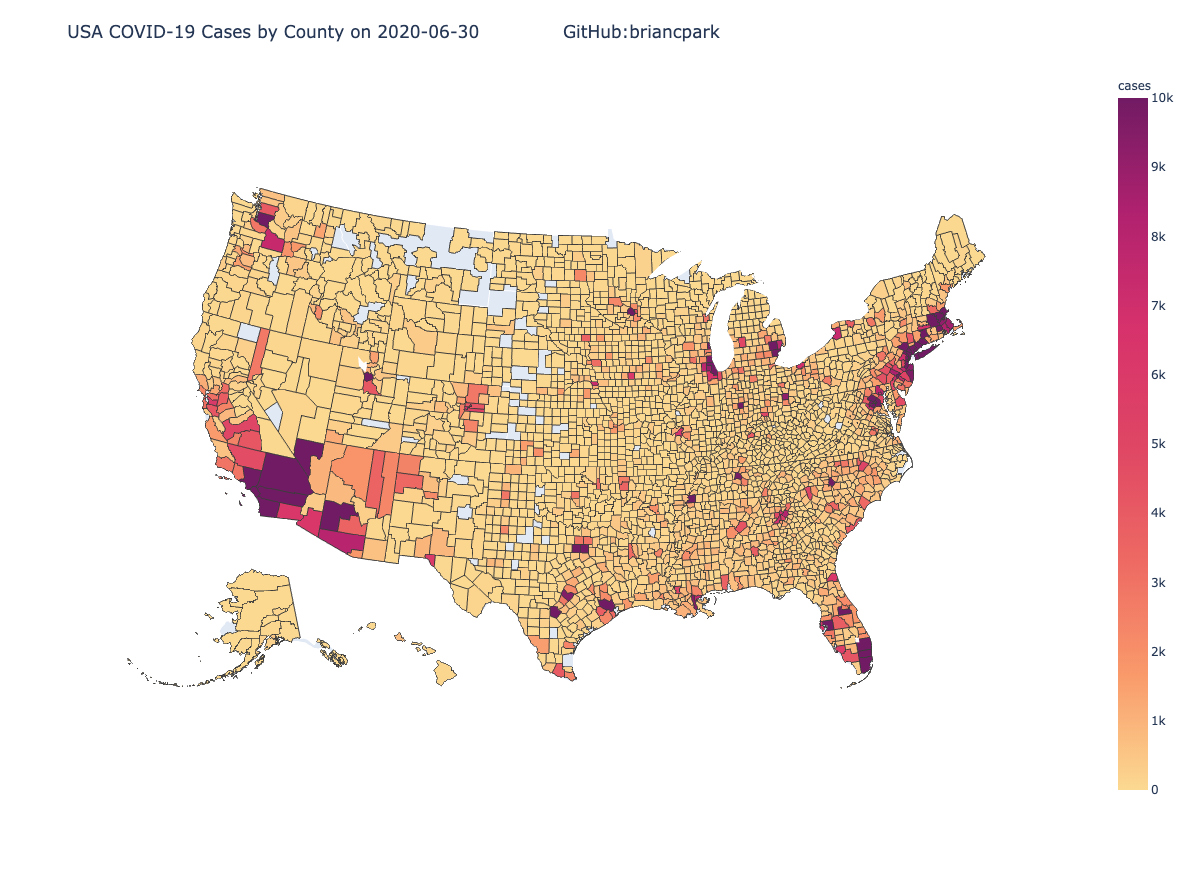 USA COVID-19 Cases by County on 2020-06-30 GitHub:briancpark
cases
10k
9k
8k
7k
6k
5k
4k
3k
2k
1k
0